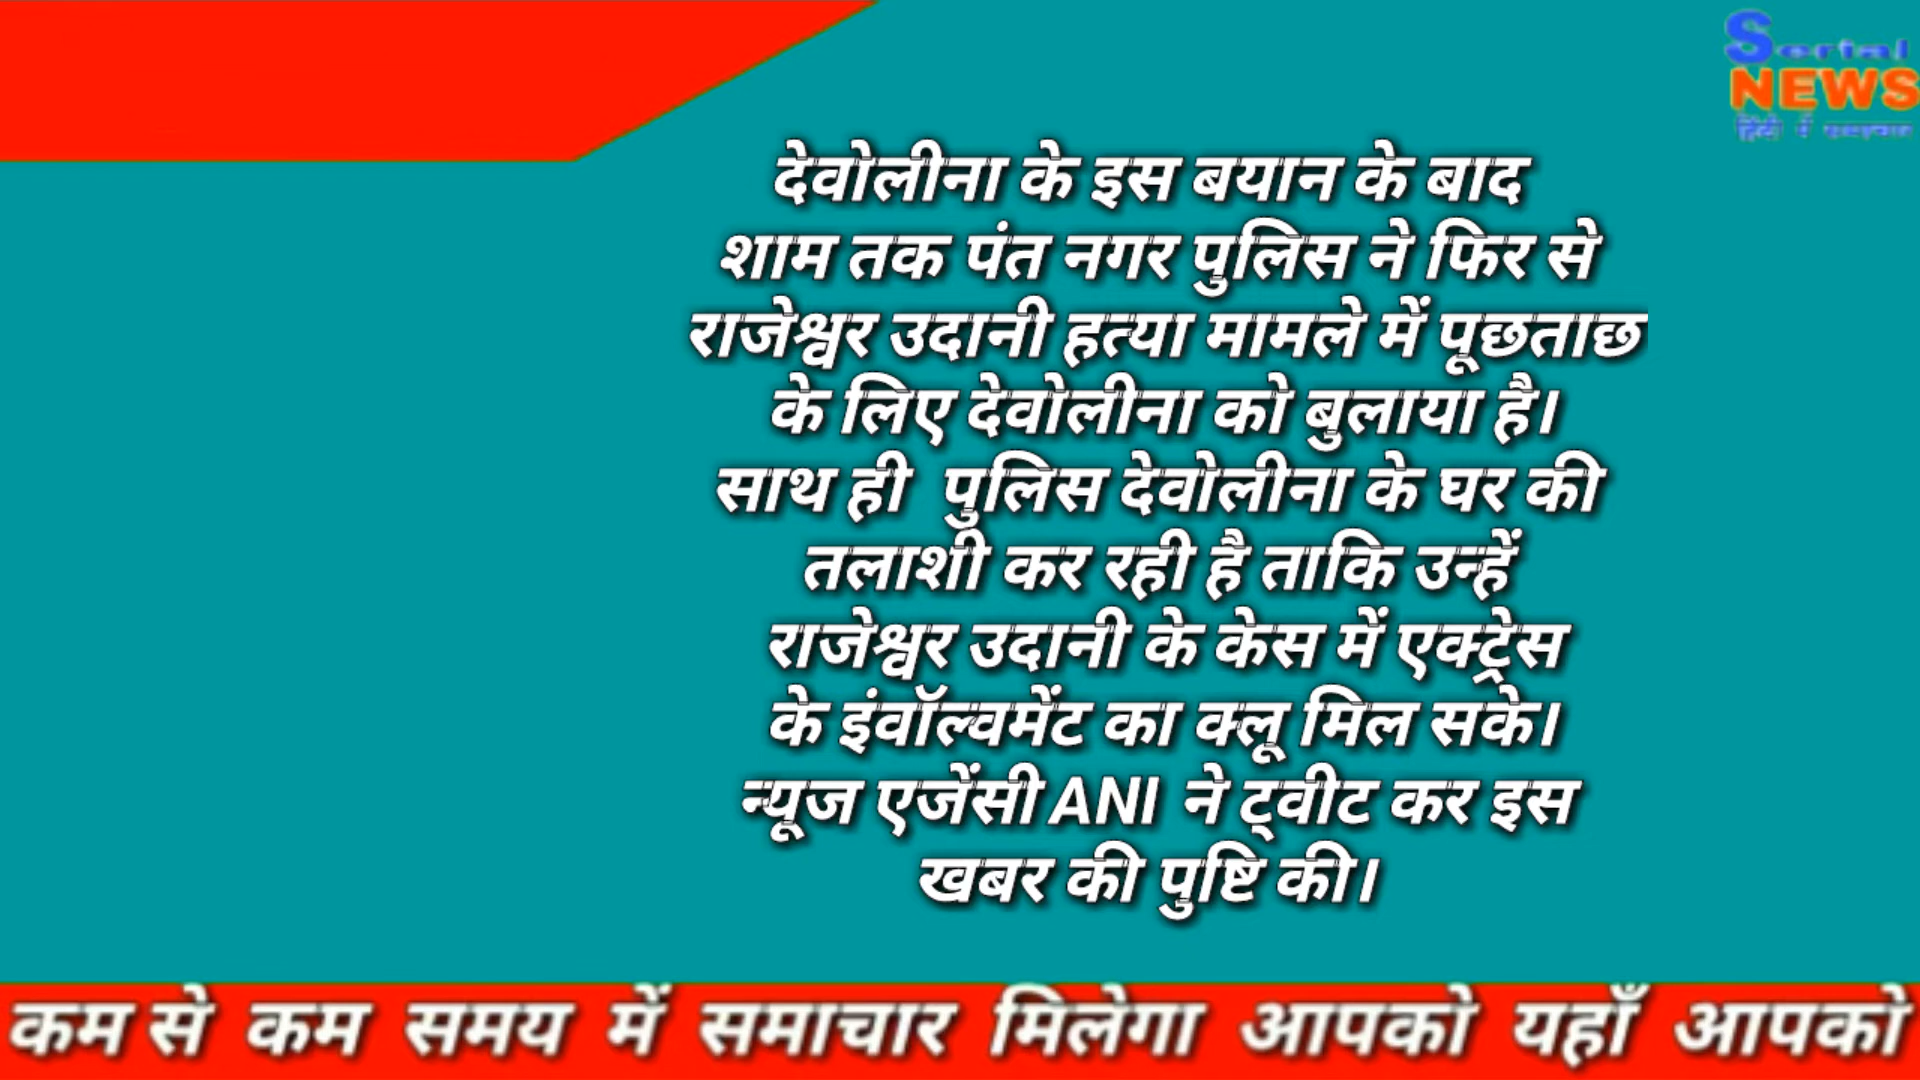 Serial
NEWS
देवोलीना के इस बयान के बाद
शाम तक पंत नगर पुलिस ने फिर से
राजेश्वर उदानी हत्या मामले में पूछताछ
के लिए देवोलीना को बुलाया है।
साथ ही पुलिस देवोलीना के घर की
तलाशी कर रही है ताकि उन्हें
राजेश्वर उदानी के केस में एक्ट्रेस
के इंवॉल्वमेंट का क्लू मिल सके।
न्यूज एजेंसी ANI ने ट्वीट कर इस
खबर की पुष्टि की।
कम से कम समय में समाचार मिलेगा आपको यहाँ आपको